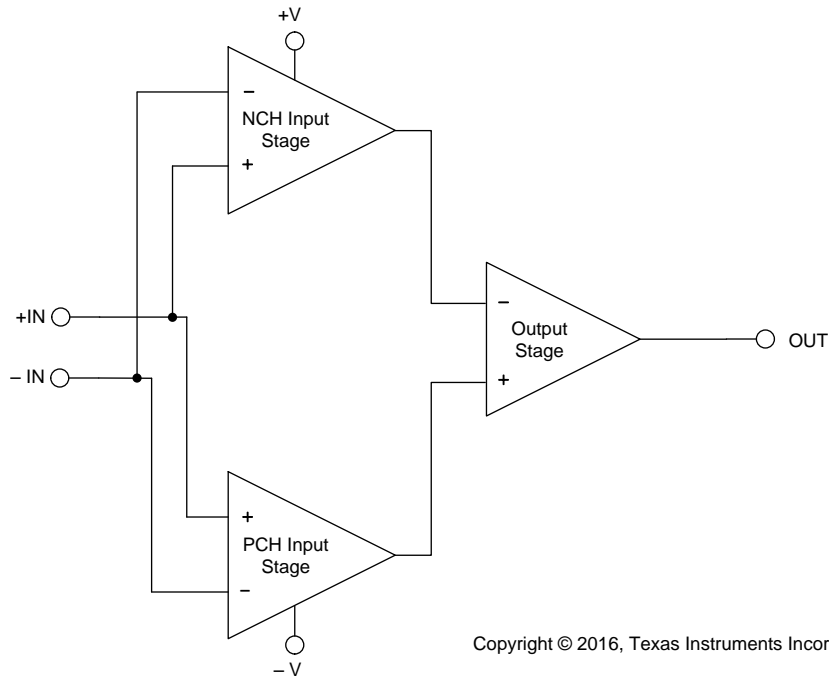 +V
−
NCH Input
Stage
+
+IN
− IN
−
Output
Stage
+
OUT
+
PCH Input
Stage
−
− V
Copyright © 2016, Texas Instruments Incor